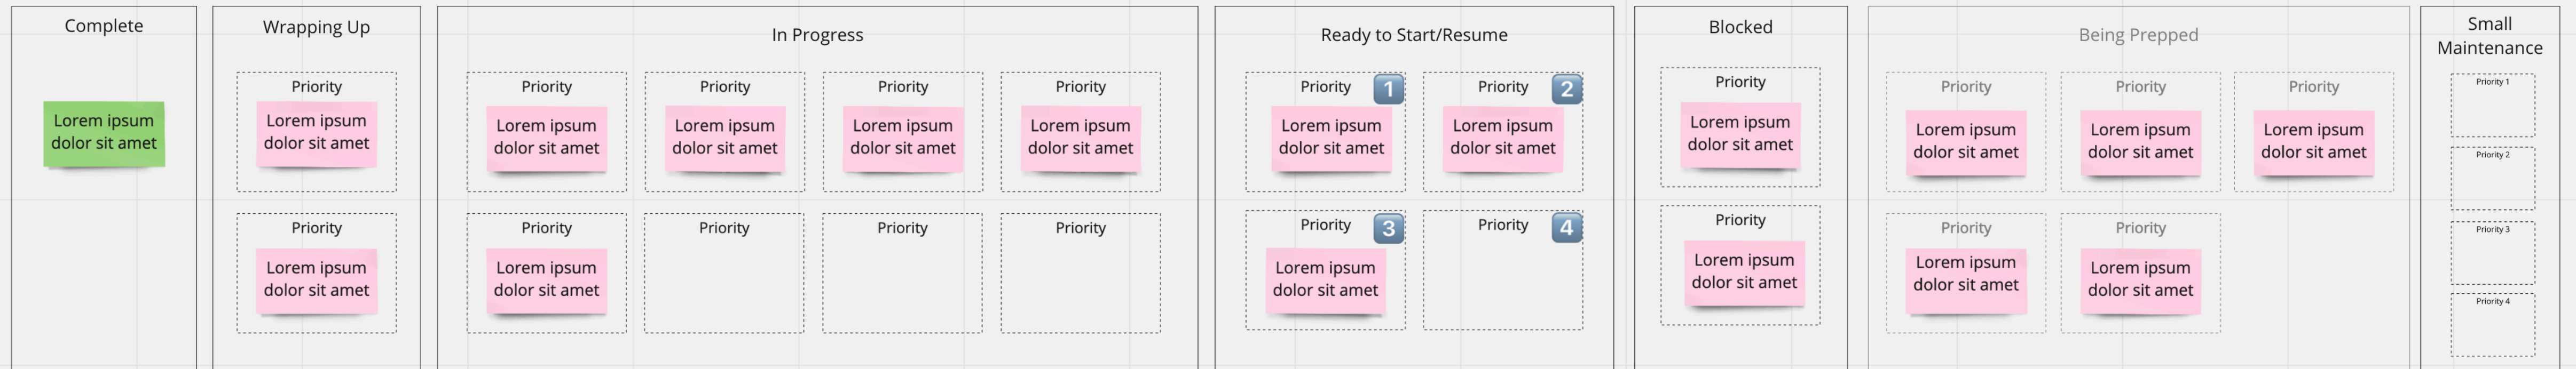 Complete
Lorem ipsum
dolor sit amet
Wrapping Up
Priority
Lorem ipsum
dolor sit amet
Priority
Lorem ipsum
dolor sit amet
In Progress
Priority
Lorem ipsum
dolor sit amet
Priority
Lorem ipsum
dolor sit amet
Priority
Lorem ipsum
dolor sit amet
Priority
Lorem ipsum
dolor sit amet
Priority
Lorem ipsum
dolor sit amet
Priority
Priority
Priority
Ready to Start/Resume
Priority 1
Lorem ipsum
dolor sit amet
Priority 2
Lorem ipsum
dolor sit amet
Priority 3
Lorem ipsum
dolor sit amet
Priority 4
Blocked
Priority
Lorem ipsum
dolor sit amet
Priority
Lorem ipsum
dolor sit amet
Being Prepped
Priority
Lorem ipsum
dolor sit amet
Priority
Lorem ipsum
dolor sit amet
Priority
Lorem ipsum
dolor sit amet
Priority
Lorem ipsum
dolor sit amet
Priority
Lorem ipsum
dolor sit amet
Small
Maintenance
Priority 1
Priority 2
Priority 3
Priority 4